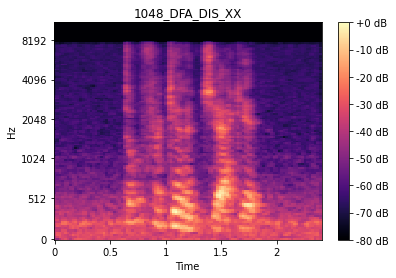 1048_DFA_DIS_XX
8192
4096
2048
1024
512
0
Hz
0
0.5
1
1.5
2
Time
+0 dB
-10 dB
-20 dB
-30 dB
-40 dB
-50 dB
-60 dB
-70 dB
-80 dB